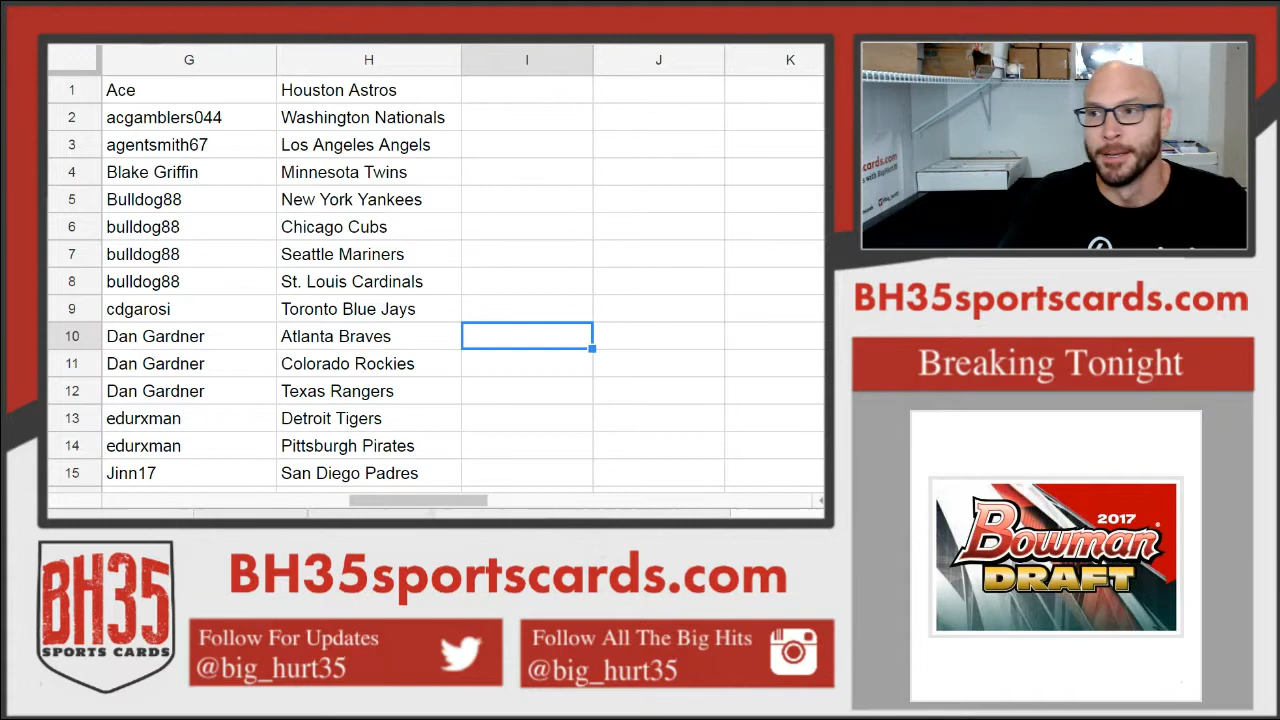 G H I J K
1 Ace Houston Astros
2 acgamblers044 Washington Nationals
3 agentsmith67 Los Angeles Angels
4 Blake Griffin Minnesota Twins
5 Bulldog88 New York Yankees
6 bulldog88 Chicago Cubs
7 bulldog88 Seattle Mariners
8 bulldog88 St. Louis Cardinals
9 cdgarosi Toronto Blue Jays
10 Dan Gardner Atlanta Braves
11 Dan Gardner Colorado Rockies
12 Dan Gardner Texas Rangers
13 edurxman Detroit Tigers
14 edurxman Pittsburgh Pirates
15 Jinn17 San Diego Padres
cards.com
BH35sportscards.com
Breaking Tonight
2017
Bowman
DRAFT
BH35
SPORTS CARDS
BH35sportscards.com
Follow For Updates
@big_hurt35
Follow All The Big Hits
@big_hurt35